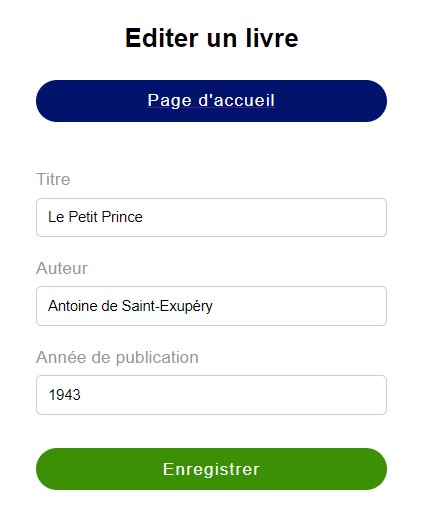 Editer un livre
Page d'accueil
Titre
Le Petit Prince
Auteur
Antoine de Saint-Exupéry
Année de publication
1943
Enregistrer